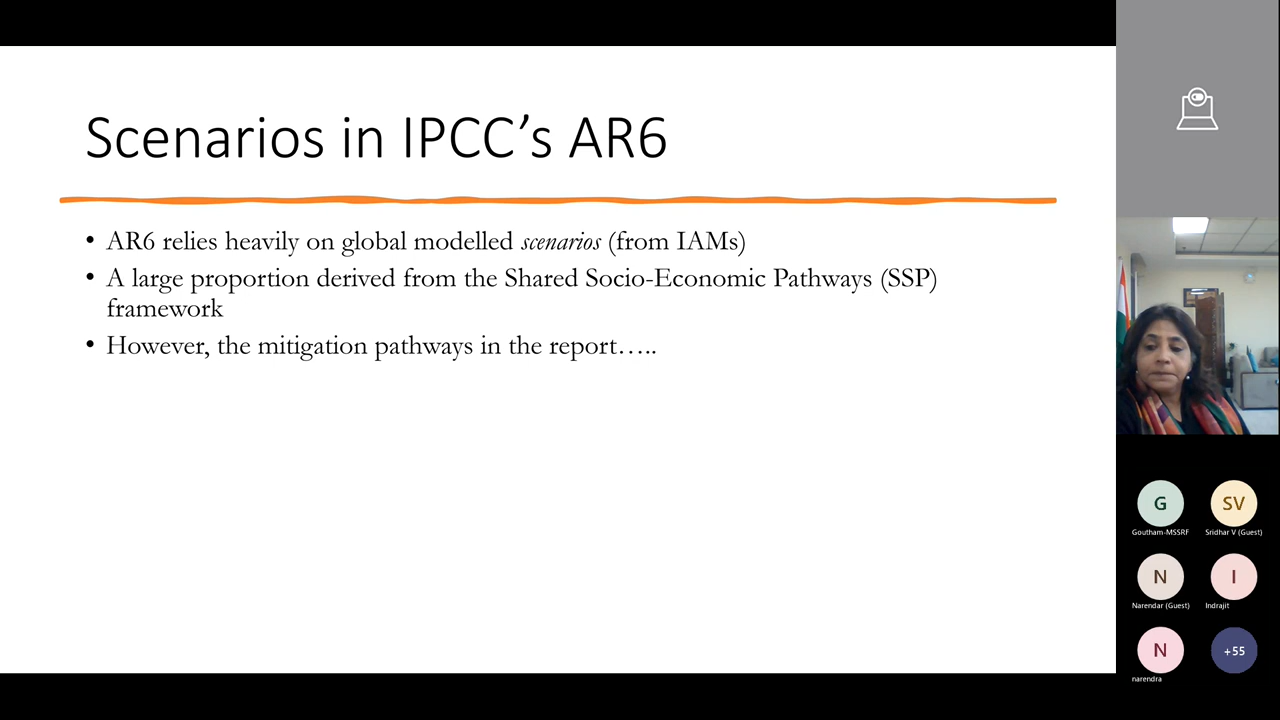 Scenarios in IPCC’s AR6
• AR6 relies heavily on global modelled scenarios (from IAMs)
• A large proportion derived from the Shared Socio-Economic Pathways (SSP)
framework
• However, the mitigation pathways in the report…..
G
SV
Goutham-MSSRF
Sridhar V (Guest)
N
I
Narendar (Guest)
Indrajit
N
+55
narendra